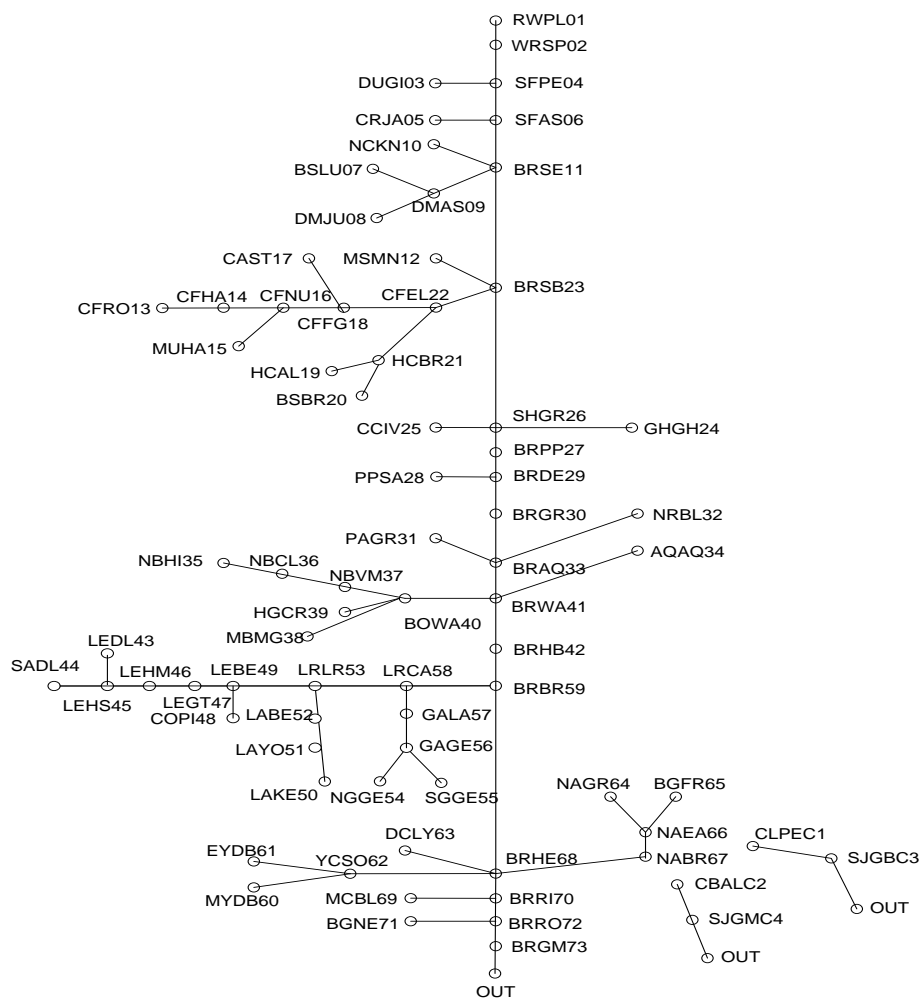 RWPL01
WRSP02
DUGI03 SFPE04
CRJA05 SFAS06
NCKN10
BSLU07 BRSE11
DMAS09
DMJU08
CAST17 MSMN12
BRSB23
CFRO13 CFHA14 CFNU16 CFEL22
CFFG18
MUHA15
HCAL19 HCBR21
BSBR20
SHGR26
CCIV25 GHGH24
BRPP27
PPSA28 BRDE29
BRGR30 NRBL32
PAGR31
AQAQ34
NBHI35 NBCL36 BRAQ33
NBVM37
HGCR39 BRWA41
BOWA40
MBMG38
LEDL43 BRHB42
SADL44 LEHM46 LEBE49 LRLR53 LRCA58
BRBR59
LEHS45 LEGT47
COPI48 LABE52 GALA57
LAYO51 GAGE56
LAKE50 NGGE54 SGGE55 NAGR64 BGFR65
DCLY63 NAEA66 CLPEC1
EYDB61 YCSO62 BRHE68 NABR67 SJGBC3
MYDB60 MCBL69 BRRI70 CBALC2
OUT
BGNE71 BRRO72 SJGMC4
BRGM73 OUT
OUT